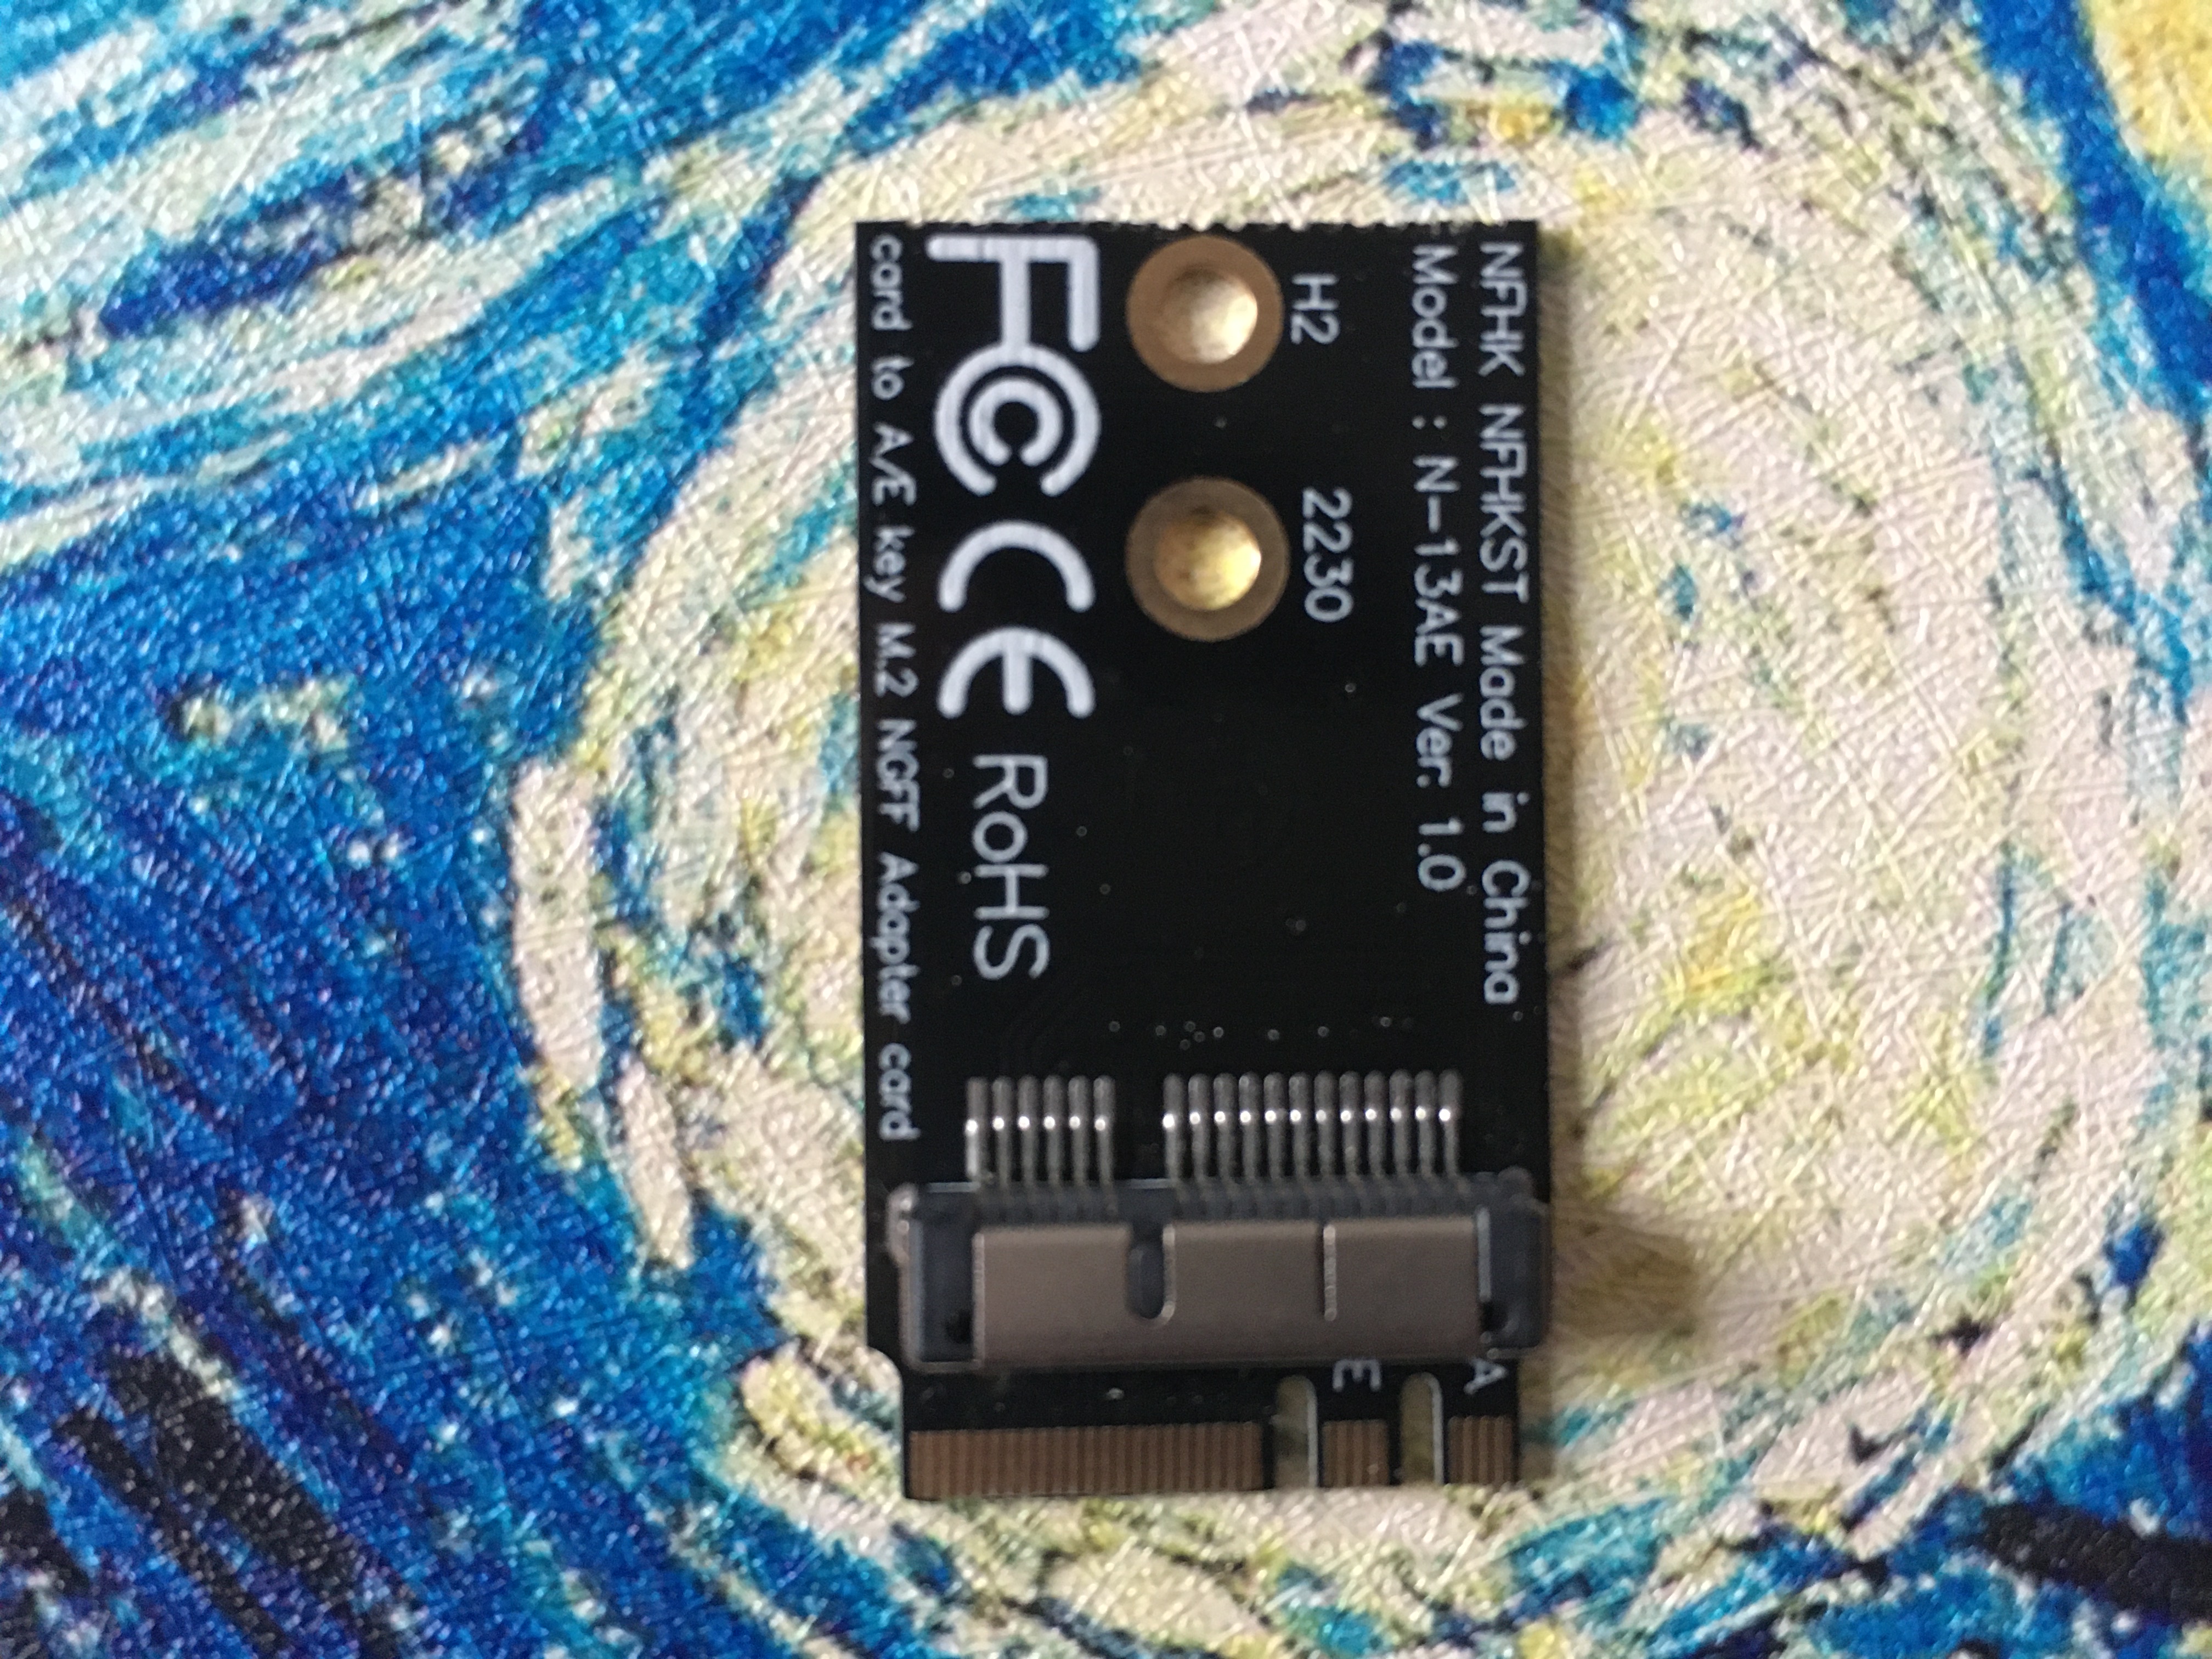 NFHK NFHKST Made in China
Model : N-13AE Ver. 1.0
A
E
H2
2230
FC CE RoHS
card to A/E key M.2 NGFF Adapter card